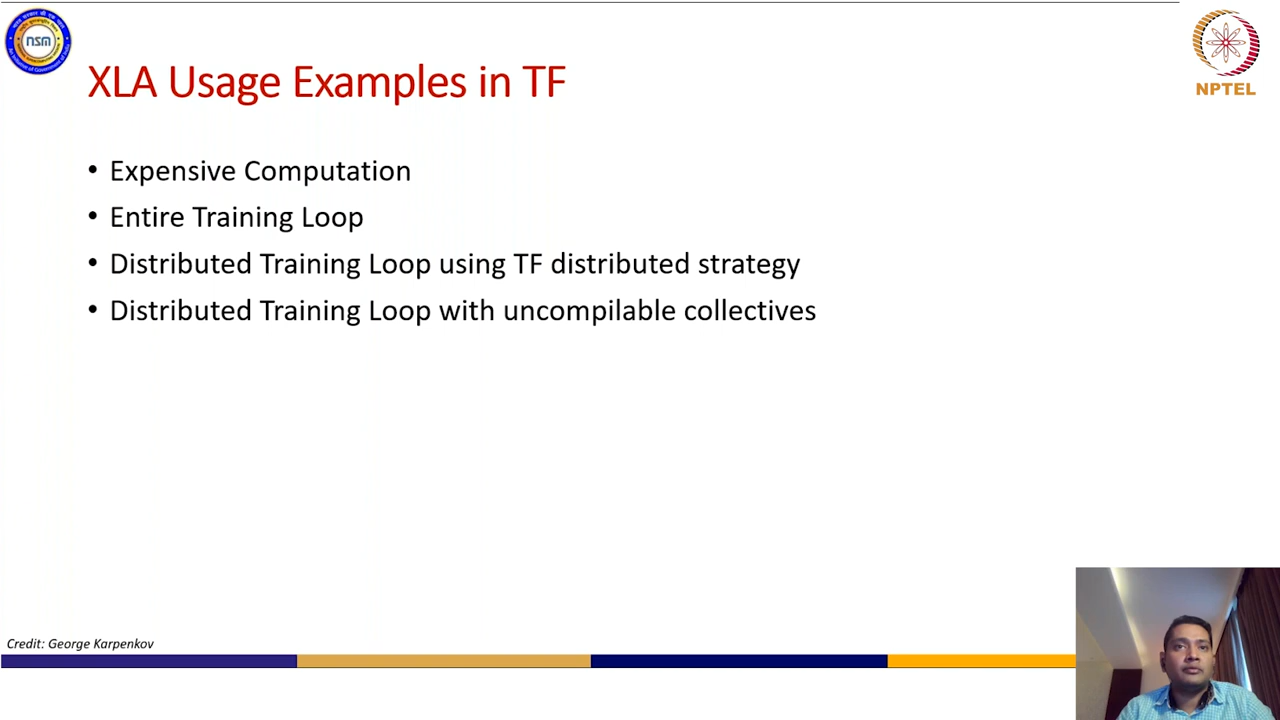 nsm
NPTEL
XLA Usage Examples in TF
• Expensive Computation
• Entire Training Loop
• Distributed Training Loop using TF distributed strategy
• Distributed Training Loop with uncompilable collectives
Credit: George Karpenkov